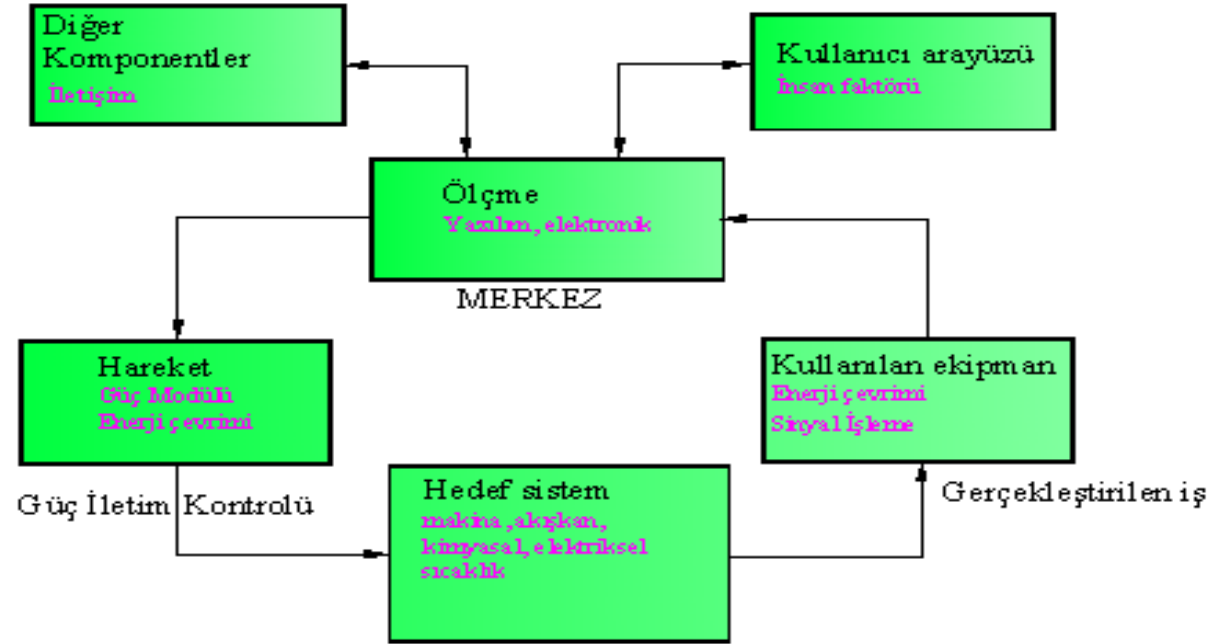 Diğer
Komponentler
İletişim
Kullanıcı arayüzü
İnsan faktörü
Ölçme
Yazılım, elektronik
MERKEZ
Hareket
Güç Modülü
Enerji çevrimi
Kullanılan ekipman
Enerji çevrimi
Sinyal İşleme
Güç İletim Kontrolü
Hedef sistem
makina, akışkan,
kimyasal, elektriksel
sıcaklık
Gerçekleştirilen iş